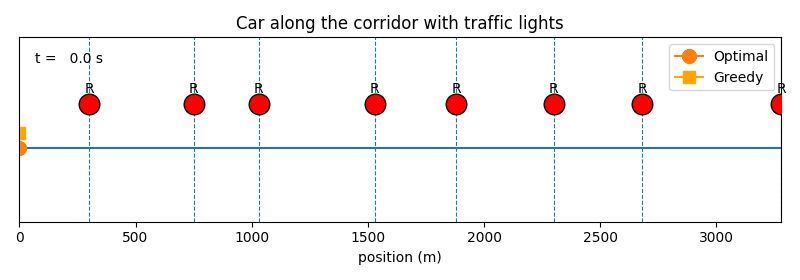 Car along the corridor with traffic lights
t =   0.0 s
Optimal
Greedy
R R R R R R R R
0 500 1000 1500 2000 2500 3000
position (m)